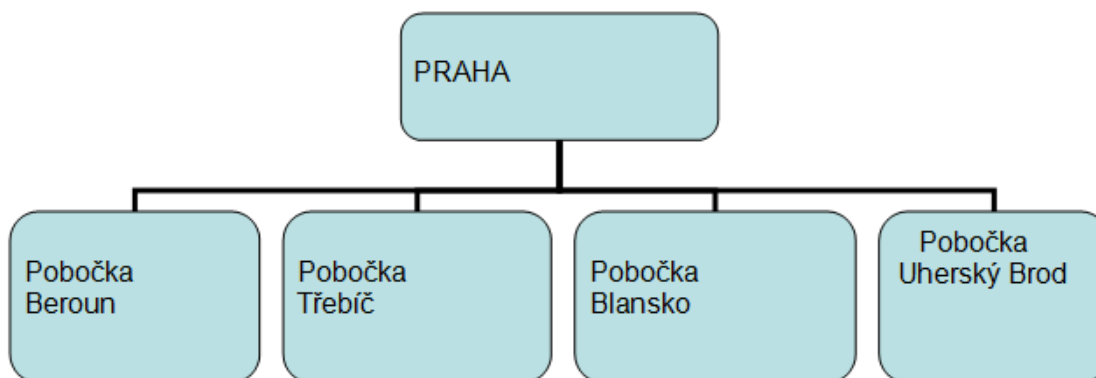 PRAHA
Pobočka
Beroun
Pobočka
Třebíč
Pobočka
Blansko
Pobočka
Uherský Brod